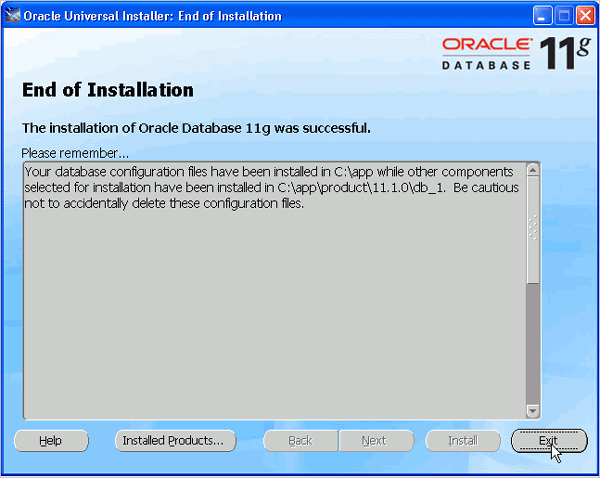 Oracle Universal Installer: End of Installation
ORACLE
DATABASE 11g
End of Installation
The installation of Oracle Database 11g was successful.
Please remember...
Your database configuration files have been installed in C:\app while other components
selected for installation have been installed in C:\app\product\11.1.0\db_1. Be cautious
not to accidentally delete these configuration files.
Help Installed Products... Back Next Install Exit